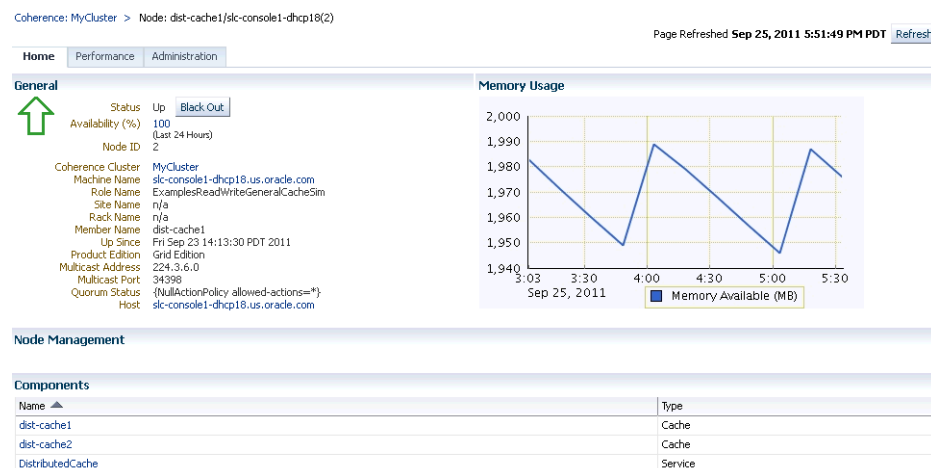 Coherence: MyCluster > Node: dist-cache1/slc-console1-dhcp18(2)
Page Refreshed Sep 25, 2011 5:51:49 PM PDT Refresh
Home Performance Administration
General
Status Up Black Out
Availability (%) 100
(Last 24 Hours)
Node ID 2
Coherence Cluster MyCluster
Machine Name slc-console1-dhcp18.us.oracle.com
Role Name ExamplesReadWriteGeneralCacheSim
Site Name n/a
Rack Name n/a
Member Name dist-cache1
Up Since Fri Sep 23 14:13:30 PDT 2011
Product Edition Grid Edition
Multicast Address 224.3.6.0
Multicast Port 34398
Quorum Status {NullActionPolicy allowed-actions=*}
Host slc-console1-dhcp18.us.oracle.com
Memory Usage
2,000
1,990
1,980
1,970
1,960
1,950
1,940
3:03 3:30 4:00 4:30 5:00 5:30
Sep 25, 2011
Memory Available (MB)
Node Management
Components
Name Type
dist-cache1 Cache
dist-cache2 Cache
DistributedCache Service